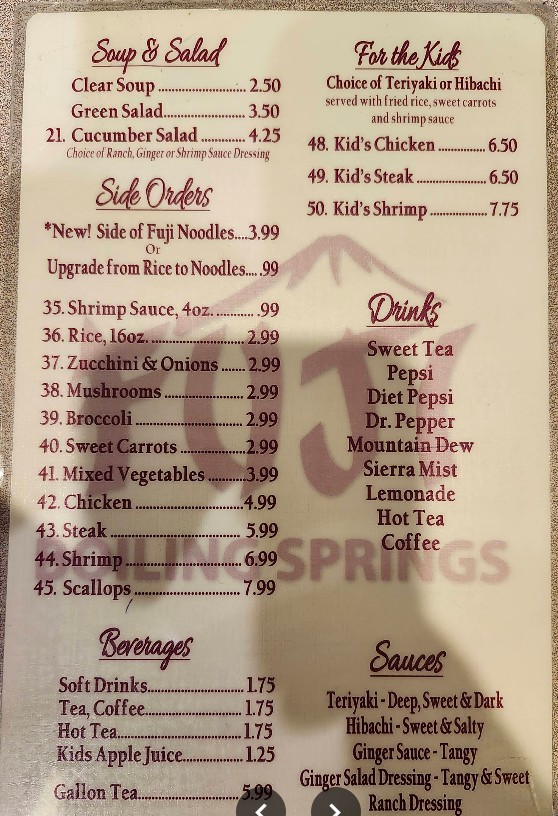 Soup & Salad
Clear Soup ........................ 2.50
Green Salad........................ 3.50
21. Cucumber Salad ........... 4.25
Choice of Ranch, Ginger or Shrimp Sauce Dressing
Side Orders
*New! Side of Fuji Noodles....3.99
Or
Upgrade from Rice to Noodles.... .99
35. Shrimp Sauce, 4oz. .......... .99
36. Rice, 16oz. ........................ 2.99
37. Zucchini & Onions ...... 2.99
38. Mushrooms ..................... 2.99
39. Broccoli ............................ 2.99
40. Sweet Carrots ................ 2.99
41. Mixed Vegetables .........3.99
42. Chicken ...........................4.99
43. Steak ................................. 5.99
44. Shrimp ............................. 6.99
45. Scallops ........................... 7.99
Beverages
Soft Drinks......................... 1.75
Tea, Coffee......................... 1.75
Hot Tea............................... 1.75
Kids Apple Juice............... 1.25
Gallon Tea.......................... 5.99
For the Kids
Choice of Teriyaki or Hibachi
served with fried rice, sweet carrots
and shrimp sauce
48. Kid's Chicken .............. 6.50
49. Kid's Steak .................... 6.50
50. Kid's Shrimp .................7.75
Drinks
Sweet Tea
Pepsi
Diet Pepsi
Dr. Pepper
Mountain Dew
Sierra Mist
Lemonade
Hot Tea
Coffee
Sauces
Teriyaki - Deep, Sweet & Dark
Hibachi - Sweet & Salty
Ginger Sauce - Tangy
Ginger Salad Dressing - Tangy & Sweet
Ranch Dressing
FUJI
SPRINGS